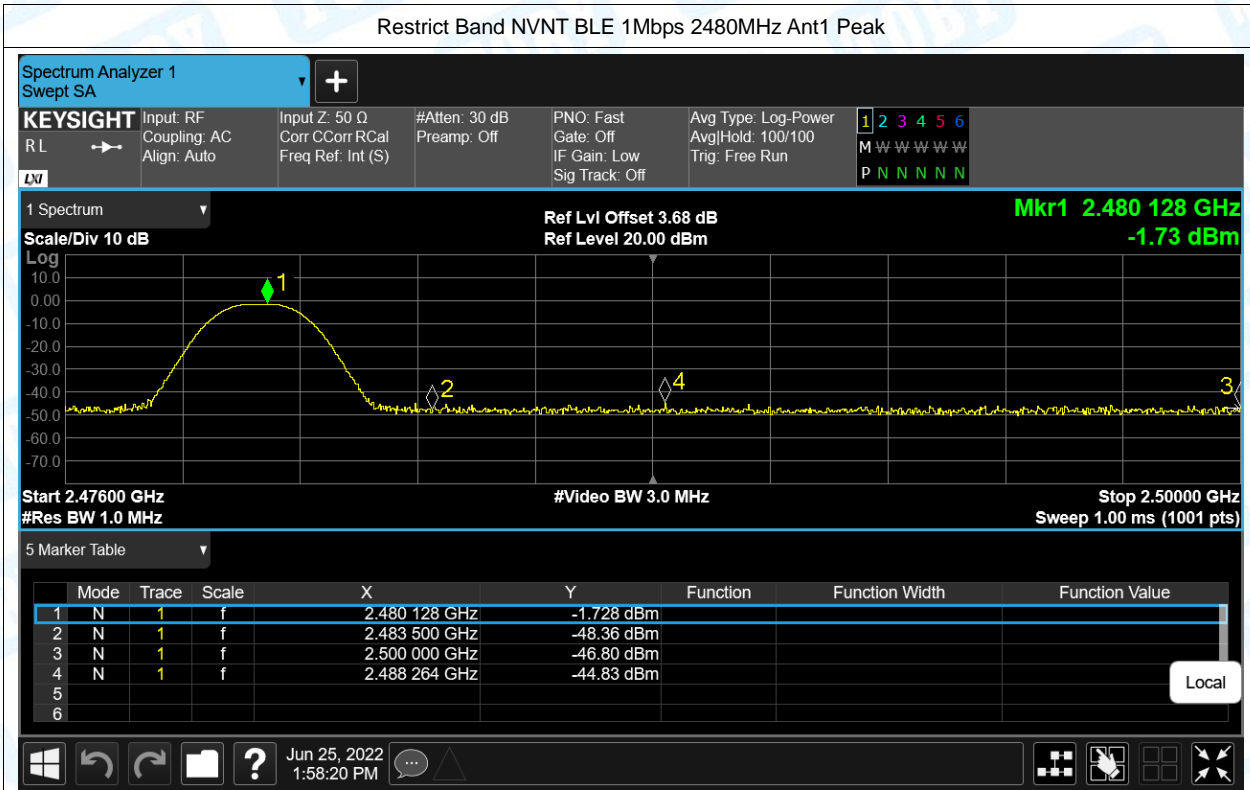 Restrict Band NVNT BLE 1Mbps 2480MHz Ant1 Peak
Spectrum Analyzer 1
Swept SA
KEYSIGHT
RL
LXI
Input: RF
Coupling: AC
Align: Auto
Input Z: 50 Ω
Corr CCorr RCal
Freq Ref: Int (S)
#Atten: 30 dB
Preamp: Off
PNO: Fast
Gate: Off
IF Gain: Low
Sig Track: Off
Avg Type: Log-Power
Avg|Hold: 100/100
Trig: Free Run
1 2 3 4 5 6
M W W W W W
P N N N N N
1 Spectrum
Scale/Div 10 dB
Ref Lvl Offset 3.68 dB
Ref Level 20.00 dBm
Mkr1 2.480 128 GHz
-1.73 dBm
Log
10.0
0.00
-10.0
-20.0
-30.0
-40.0
-50.0
-60.0
-70.0
1
2
4
3
Start 2.47600 GHz
#Video BW 3.0 MHz
Stop 2.50000 GHz
#Res BW 1.0 MHz
Sweep 1.00 ms (1001 pts)
5 Marker Table
Mode Trace Scale X Y Function Function Width Function Value
1 N 1 f 2.480 128 GHz -1.728 dBm
2 N 1 f 2.483 500 GHz -48.36 dBm
3 N 1 f 2.500 000 GHz -46.80 dBm
4 N 1 f 2.488 264 GHz -44.83 dBm
5
6
Local
?
Jun 25, 2022
1:58:20 PM